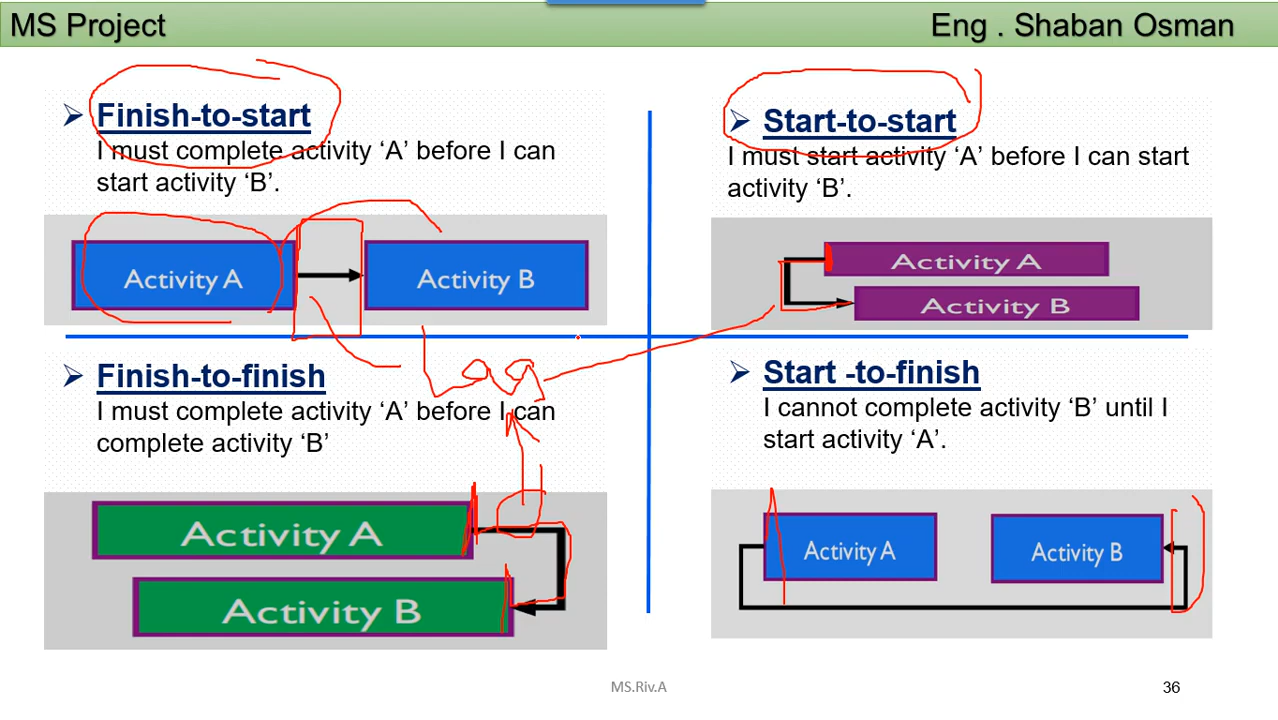 MS Project
Eng . Shaban Osman
Finish-to-start
I must complete activity ‘A’ before I can
start activity ‘B’.
Activity A
Activity B
Start-to-start
I must start activity ‘A’ before I can start
activity ‘B’.
Activity A
Activity B
Finish-to-finish
I must complete activity ‘A’ before I can
complete activity ‘B’
Activity A
Activity B
Start -to-finish
I cannot complete activity ‘B’ until I
start activity ‘A’.
Activity A
Activity B
MS.Riv.A
36